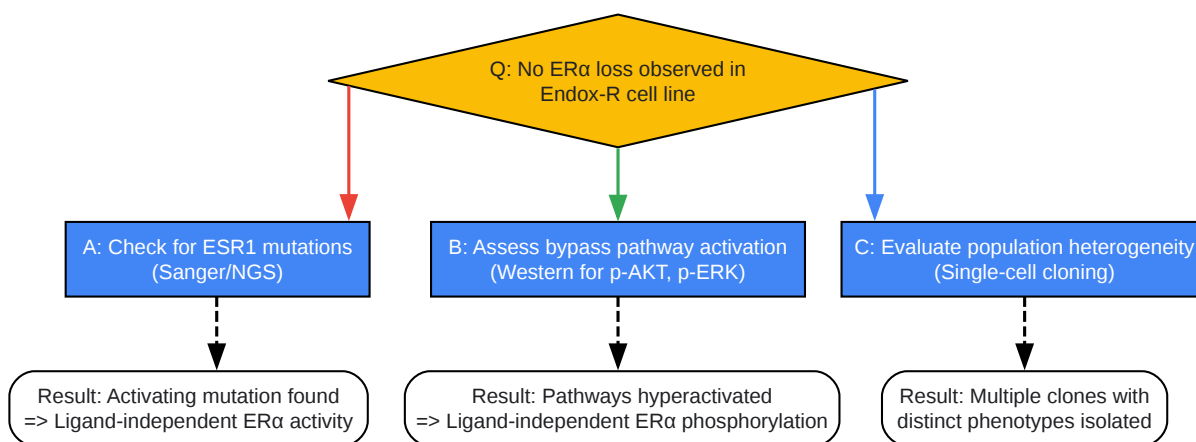 Q: No ERα loss observed in
Endox-R cell line
A: Check for ESR1 mutations
(Sanger/NGS)
B: Assess bypass pathway activation
(Western for p-AKT, p-ERK)
C: Evaluate population heterogeneity
(Single-cell cloning)
Result: Activating mutation found
=> Ligand-independent ERα activity
Result: Pathways hyperactivated
=> Ligand-independent ERα phosphorylation
Result: Multiple clones with
distinct phenotypes isolated